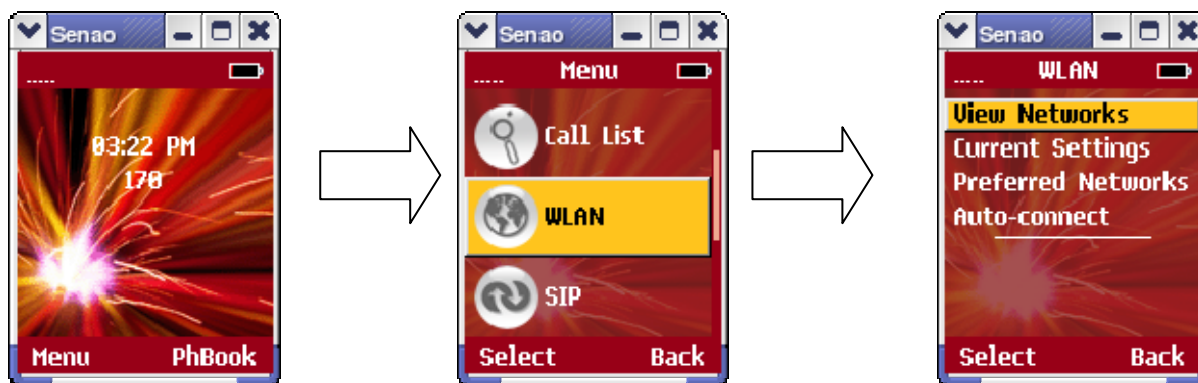 Senao
03:22 PM
170
Menu PhBook
Senao
Menu
Call List
WLAN
SIP
Select Back
Senao
WLAN
View Networks
Current Settings
Preferred Networks
Auto-connect
Select Back